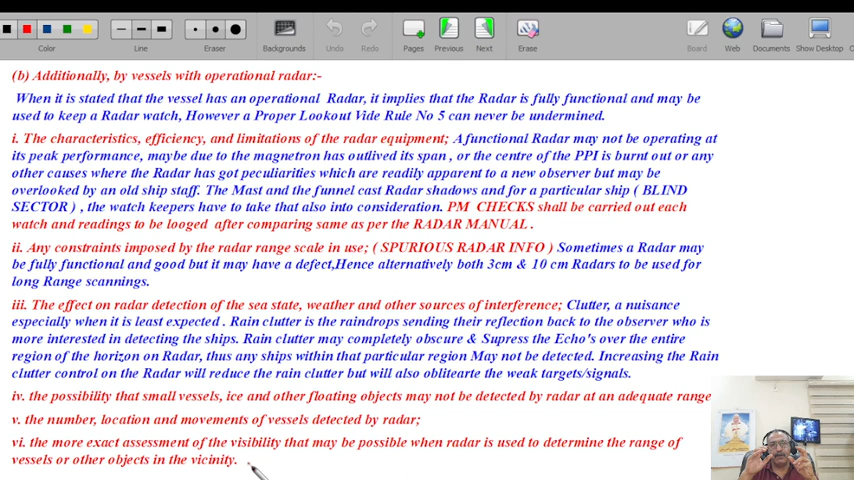 Color
Line
Eraser
Backgrounds
Undo
Redo
Pages
Previous
Next
Erase
Board
Web
Documents
Show Desktop
(b) Additionally, by vessels with operational radar:-
When it is stated that the vessel has an operational Radar, it implies that the Radar is fully functional and may be
used to keep a Radar watch, However a Proper Lookout Vide Rule No 5 can never be undermined.
i. The characteristics, efficiency, and limitations of the radar equipment; A functional Radar may not be operating at
its peak performance, maybe due to the magnetron has outlived its span , or the centre of the PPI is burnt out or any
other causes where the Radar has got peculiarities which are readily apparent to a new observer but may be
overlooked by an old ship staff. The Mast and the funnel cast Radar shadows and for a particular ship ( BLIND
SECTOR ) , the watch keepers have to take that also into consideration. PM CHECKS shall be carried out each
watch and readings to be looged after comparing same as per the RADAR MANUAL .
ii. Any constraints imposed by the radar range scale in use; ( SPURIOUS RADAR INFO ) Sometimes a Radar may
be fully functional and good but it may have a defect,Hence alternatively both 3cm & 10 cm Radars to be used for
long Range scannings.
iii. The effect on radar detection of the sea state, weather and other sources of interference; Clutter, a nuisance
especially when it is least expected . Rain clutter is the raindrops sending their reflection back to the observer who is
more interested in detecting the ships. Rain clutter may completely obscure & Supress the Echo's over the entire
region of the horizon on Radar, thus any ships within that particular region May not be detected. Increasing the Rain
clutter control on the Radar will reduce the rain clutter but will also oblitearte the weak targets/signals.
iv. the possibility that small vessels, ice and other floating objects may not be detected by radar at an adequate range
v. the number, location and movements of vessels detected by radar;
vi. the more exact assessment of the visibility that may be possible when radar is used to determine the range of
vessels or other objects in the vicinity.